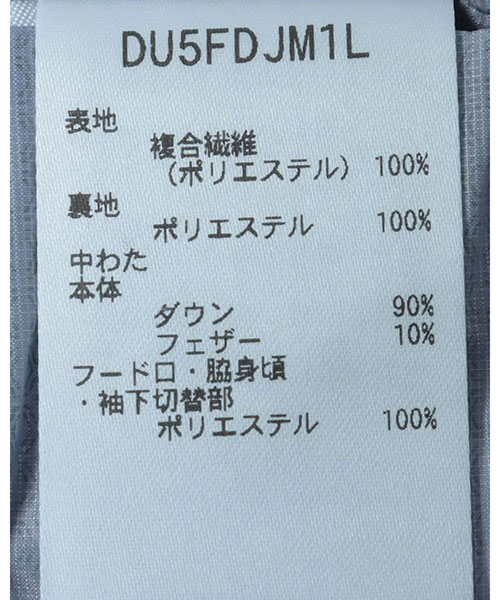 DU5FDJM1L
表地
複合繊維
(ポリエステル) 100%
裏地
ポリエステル 100%
中わた
本体
ダウン 90%
フェザー 10%
フード口・脇身頃
・袖下切替部
ポリエステル 100%